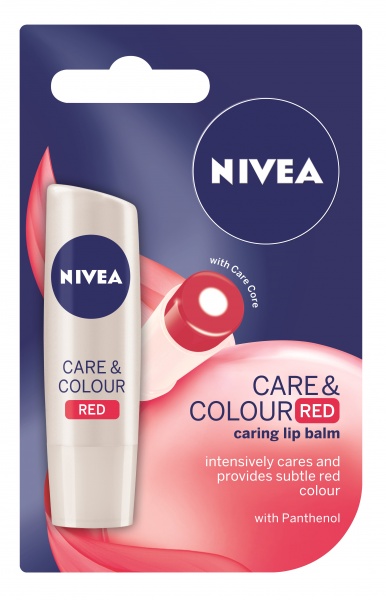 NIVEA
with Care Core
NIVEA
CARE &
COLOUR
RED
CARE &
COLOUR RED
caring lip balm
intensively cares and
provides subtle red
colour
with Panthenol